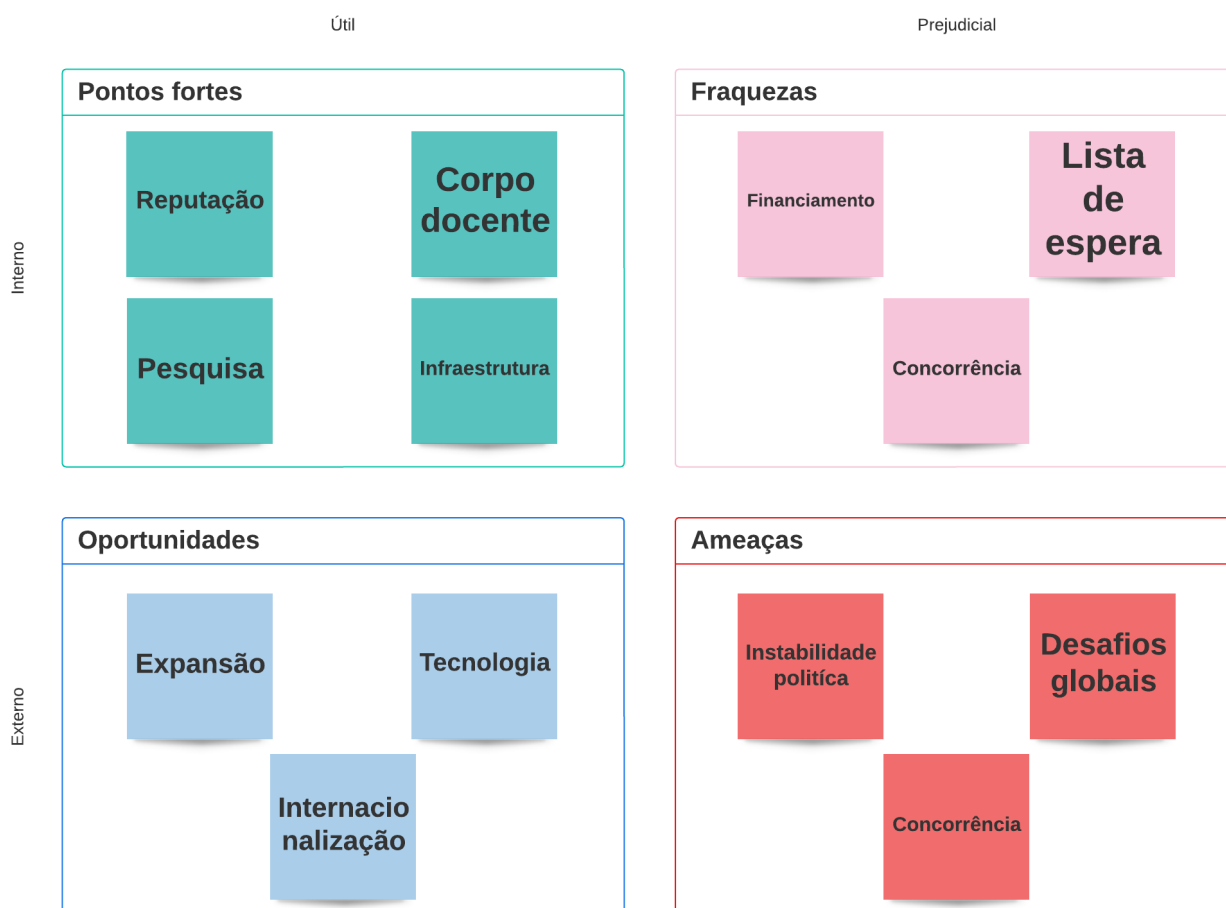 Útil
Prejudicial
Interno
Pontos fortes
Reputação
Corpo
docente
Pesquisa
Infraestrutura
Fraquezas
Financiamento
Lista
de
espera
Concorrência
Externo
Oportunidades
Expansão
Tecnologia
Internacio
nalização
Ameaças
Instabilidade
politíca
Desafios
globais
Concorrência